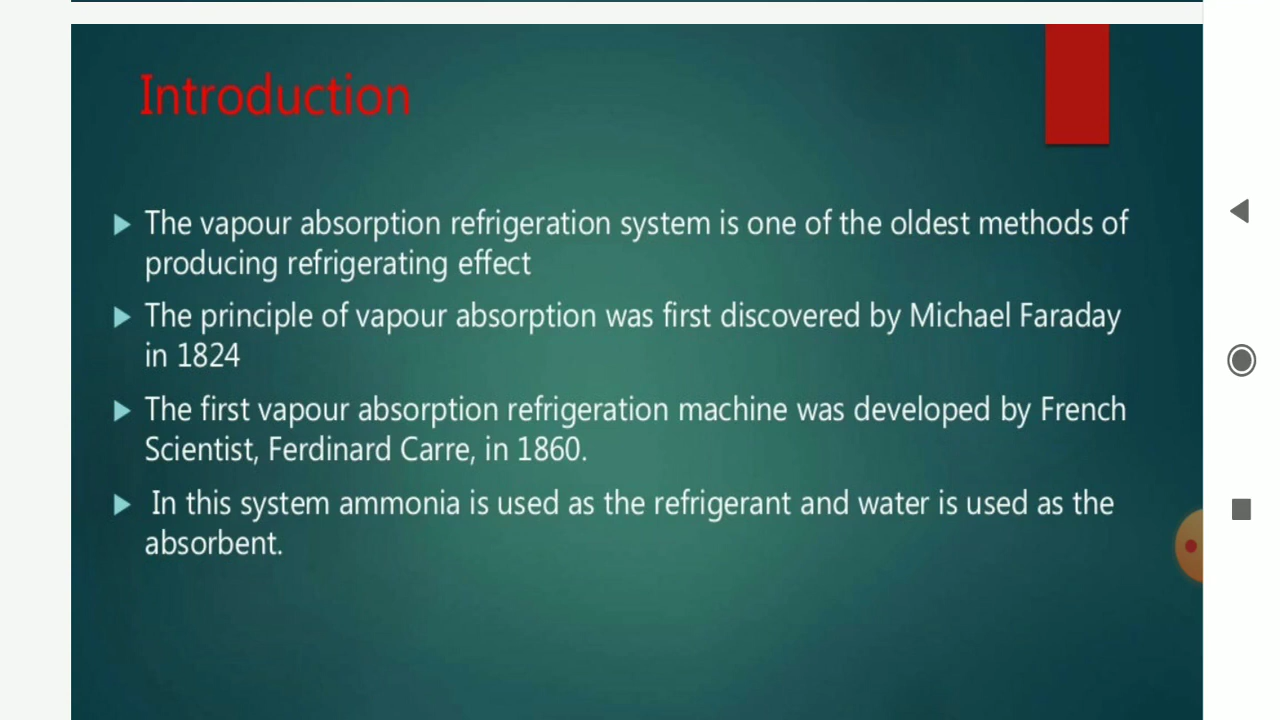 Introduction
The vapour absorption refrigeration system is one of the oldest methods of
producing refrigerating effect
The principle of vapour absorption was first discovered by Michael Faraday
in 1824
The first vapour absorption refrigeration machine was developed by French
Scientist, Ferdinard Carre, in 1860.
In this system ammonia is used as the refrigerant and water is used as the
absorbent.